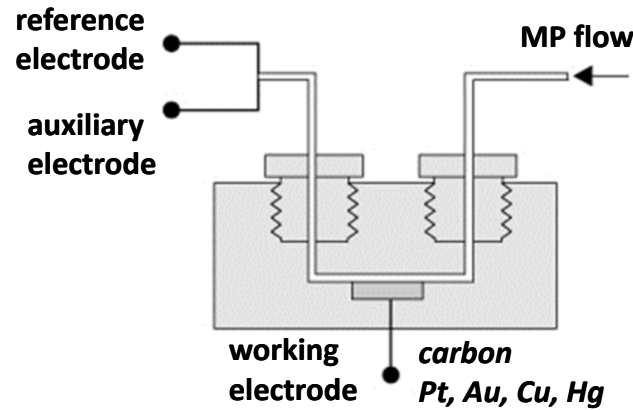 reference
electrode
MP flow
auxiliary
electrode
working
electrode
carbon
Pt, Au, Cu, Hg